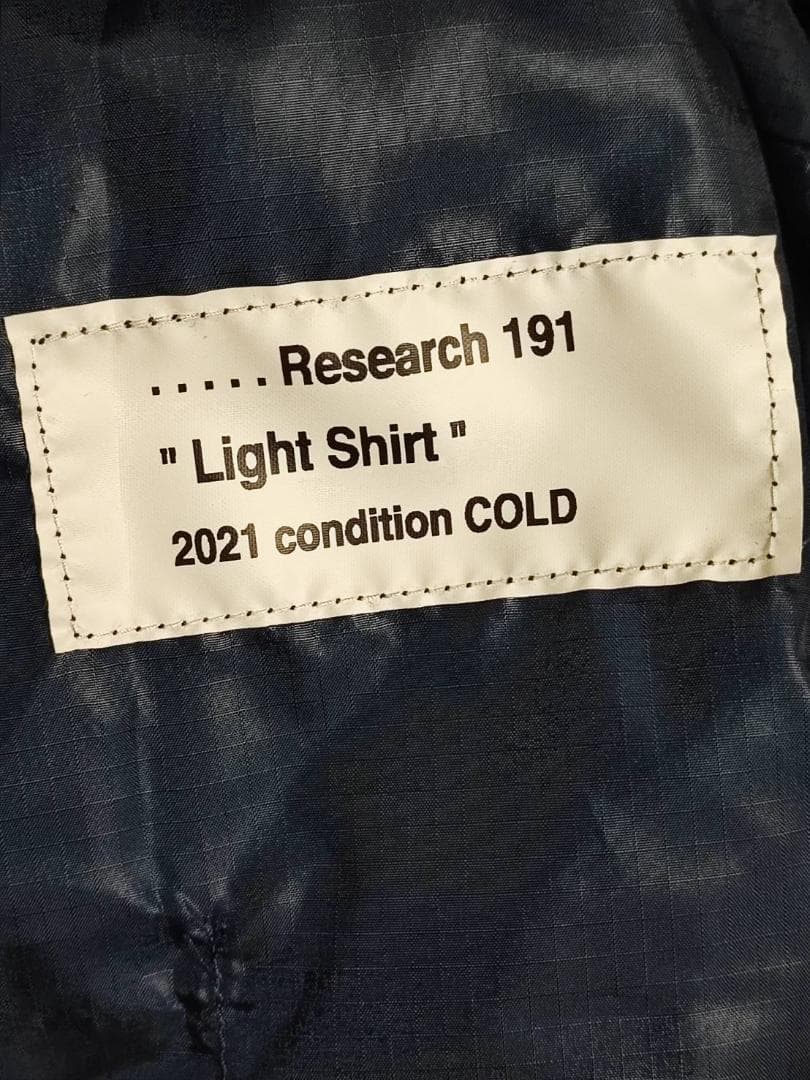 ..... Research 191
" Light Shirt "
2021 condition COLD